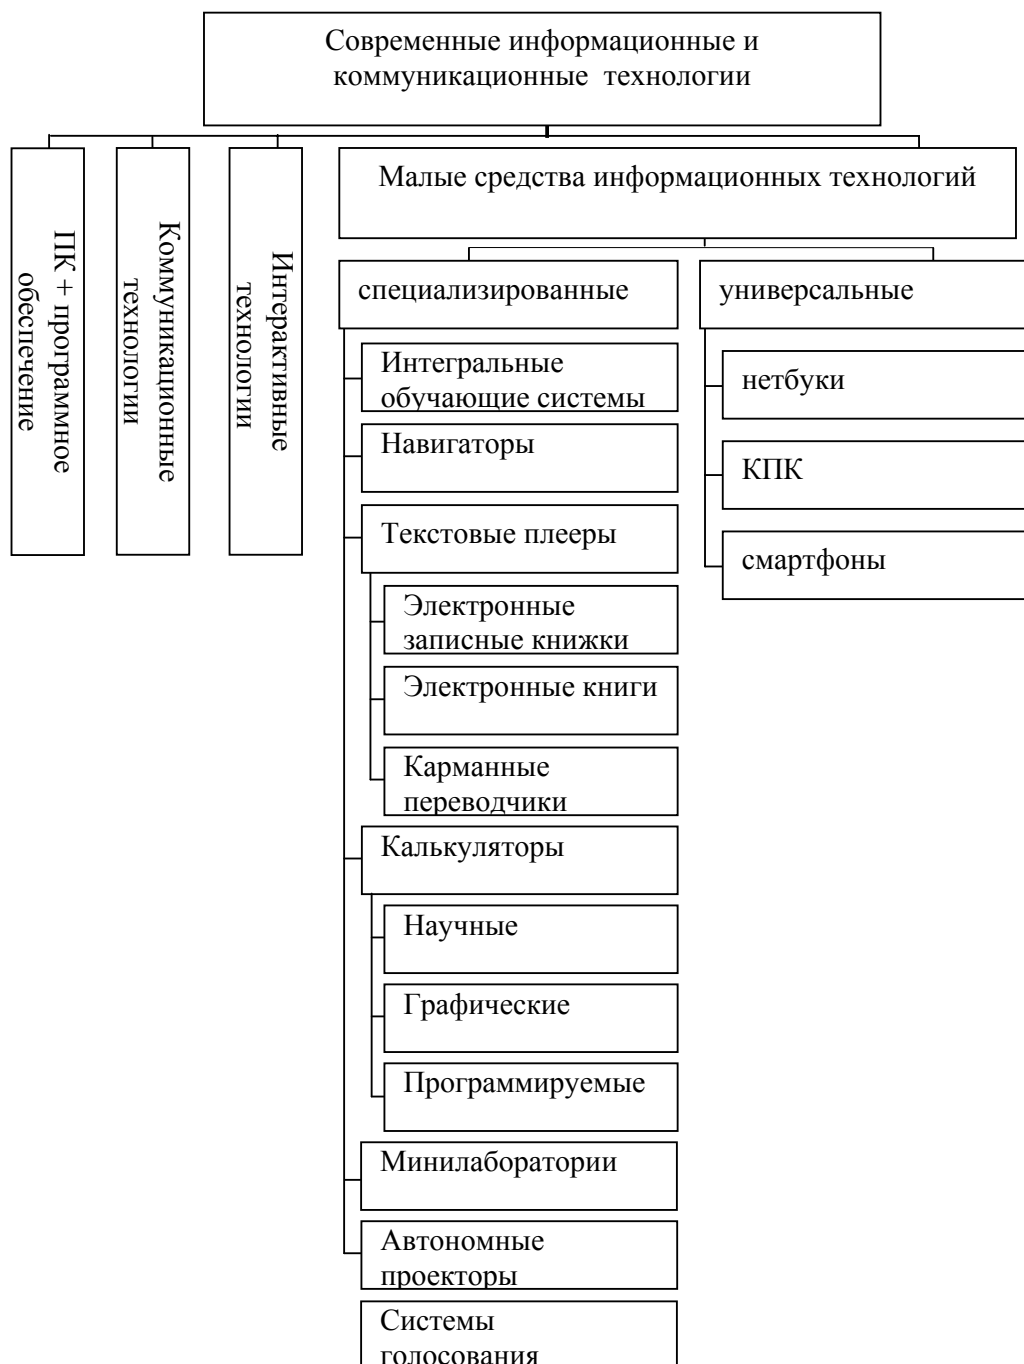 Современные информационные и
коммуникационные технологии
ПК + программное
обеспечение
Коммуникационные
технологии
Интерактивные
технологии
Малые средства информационных технологий
специализированные
Интегральные
обучающие системы
Навигаторы
Текстовые плееры
Электронные
записные книжки
Электронные книги
Карманные
переводчики
Калькуляторы
Научные
Графические
Программируемые
Минилаборатории
Автономные
проекторы
Системы
голосования
универсальные
нетбуки
КПК
смартфоны